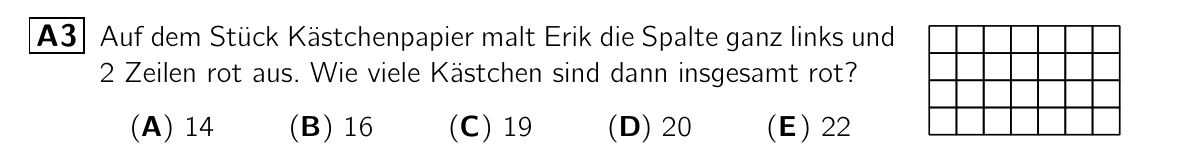 A3 Auf dem Stück Kästchenpapier malt Erik die Spalte ganz links und
2 Zeilen rot aus. Wie viele Kästchen sind dann insgesamt rot?
(A) 14 (B) 16 (C) 19 (D) 20 (E) 22